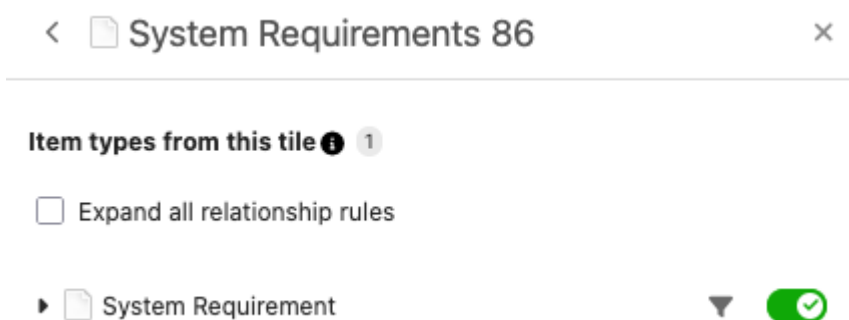 System Requirements 86
Item types from this tile 1
Expand all relationship rules
System Requirement